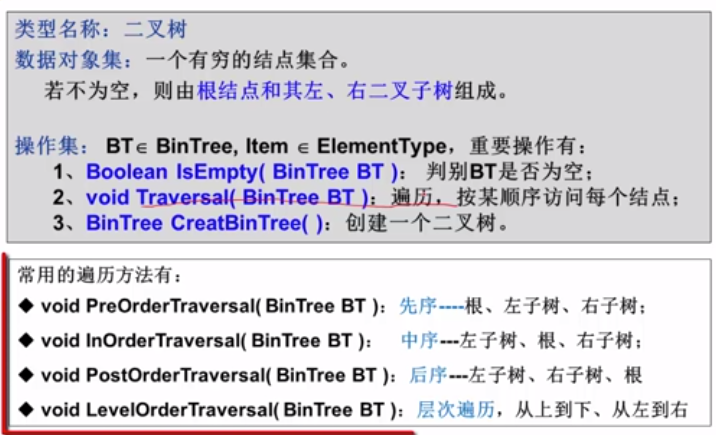 类型名称：二叉树
数据对象集：一个有穷的结点集合。
若不为空，则由根结点和其左、右二叉子树组成。
操作集： BT∈ BinTree, Item ∈ ElementType，重要操作有：
1、Boolean IsEmpty( BinTree BT )： 判别BT是否为空；
2、void Traversal( BinTree BT )：遍历，按某顺序访问每个结点；
3、BinTree CreatBinTree( )：创建一个二叉树。
常用的遍历方法有：
◆ void PreOrderTraversal( BinTree BT )：先序----根、左子树、右子树；
◆ void InOrderTraversal( BinTree BT )： 中序---左子树、根、右子树；
◆ void PostOrderTraversal( BinTree BT )：后序---左子树、右子树、根
◆ void LevelOrderTraversal( BinTree BT )：层次遍历，从上到下、从左到右